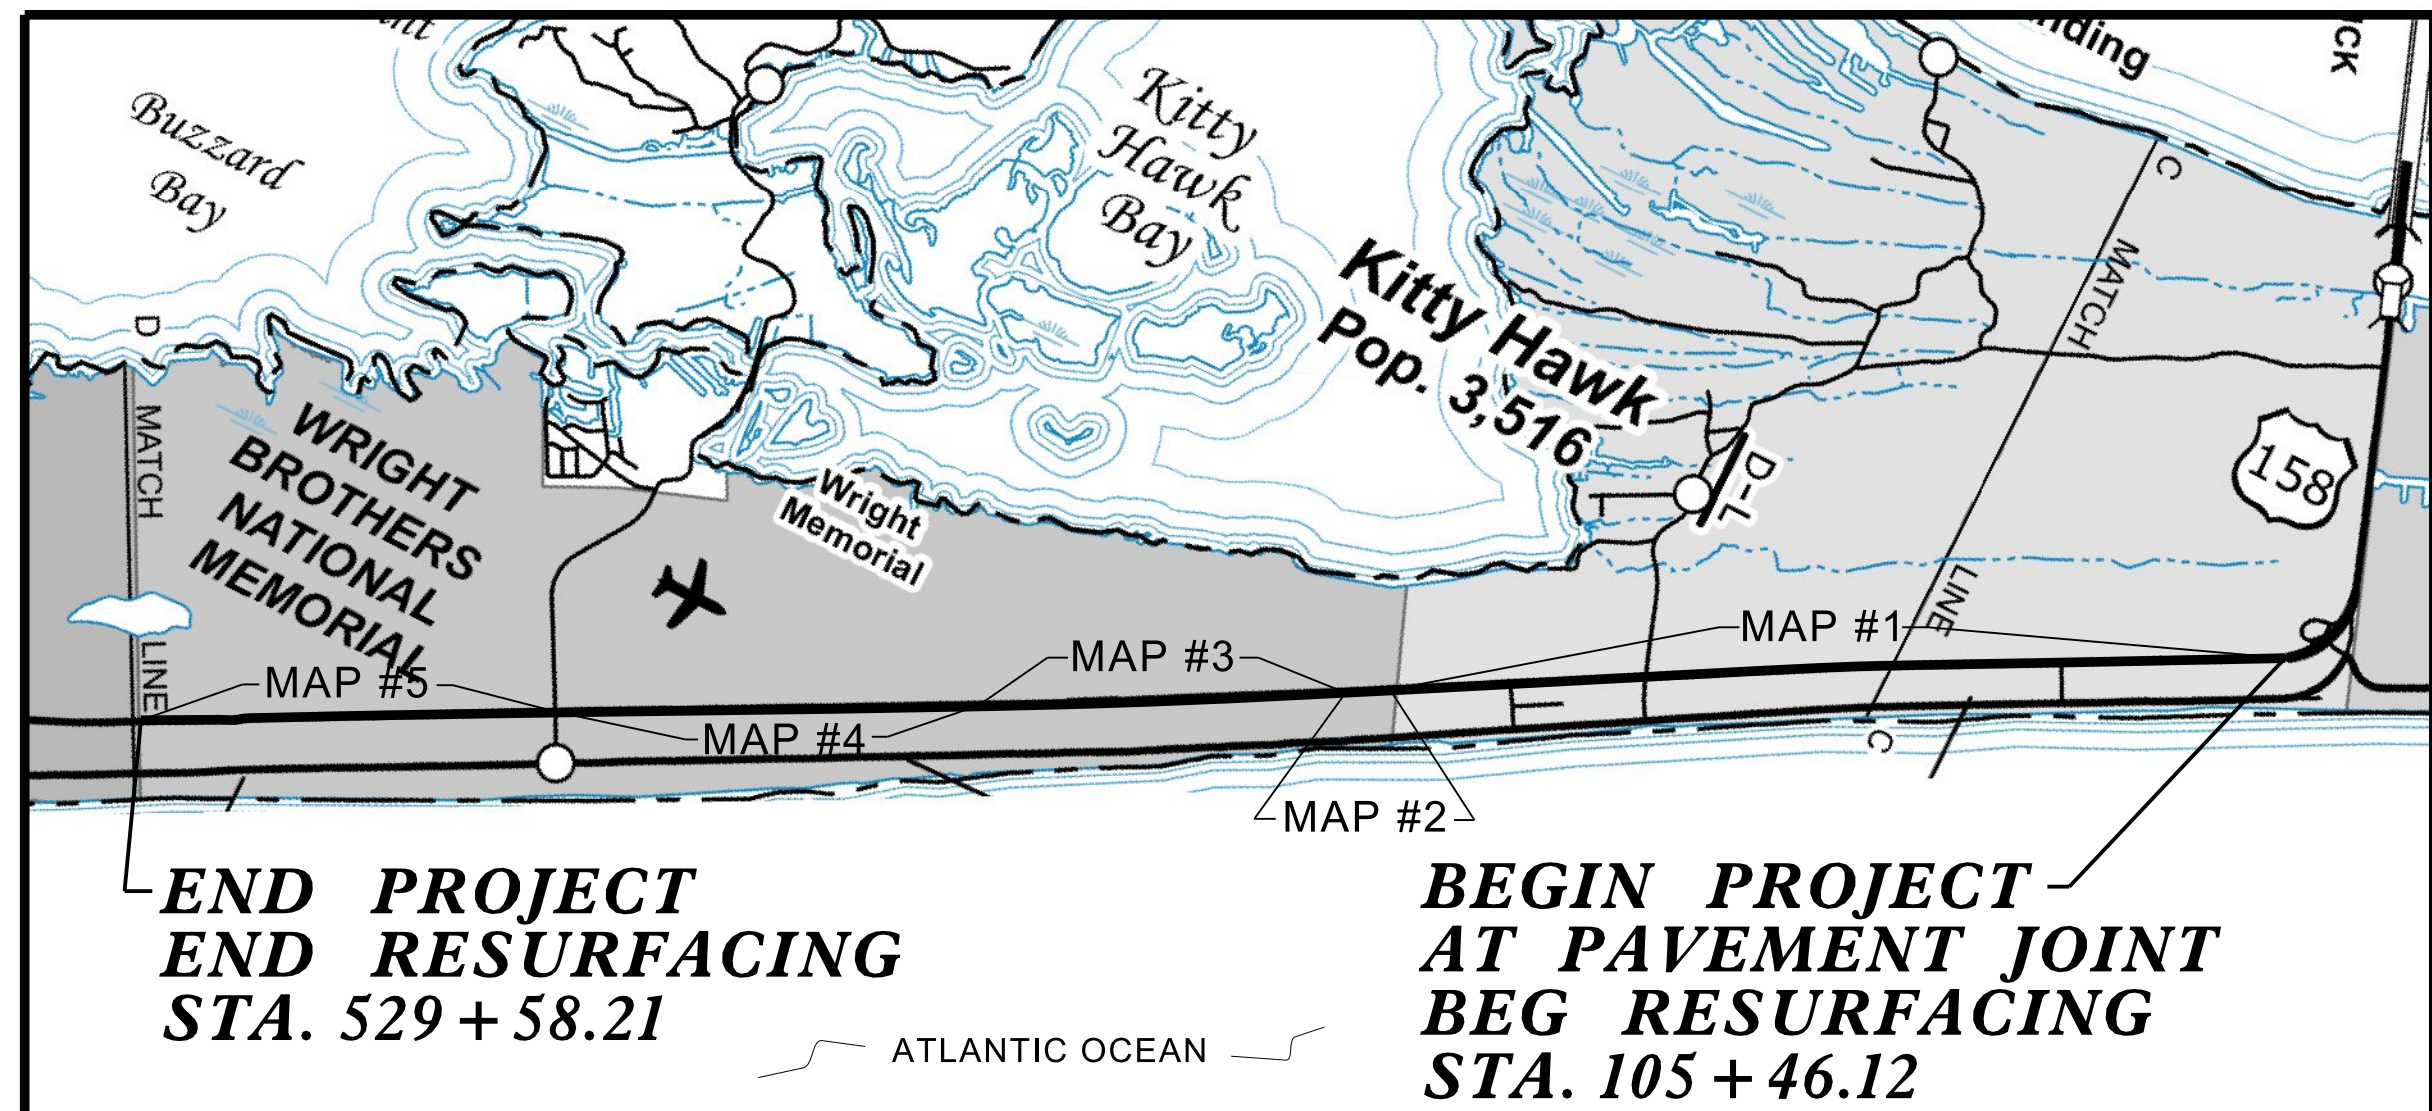 Buzzard
Bay
Kitty
Hawk
Bay
Kitty Hawk
Pop. 3,516
C
MATCH
LINE
C
158
L-D
D
MATCH
LINE
WRIGHT
BROTHERS
NATIONAL
MEMORIAL
Wright
Memorial
MAP #1
MAP #3
MAP #5
MAP #4
MAP #2
END PROJECT
END RESURFACING
STA. 529+58.21
BEGIN PROJECT
AT PAVEMENT JOINT
BEG RESURFACING
STA. 105+46.12
ATLANTIC OCEAN